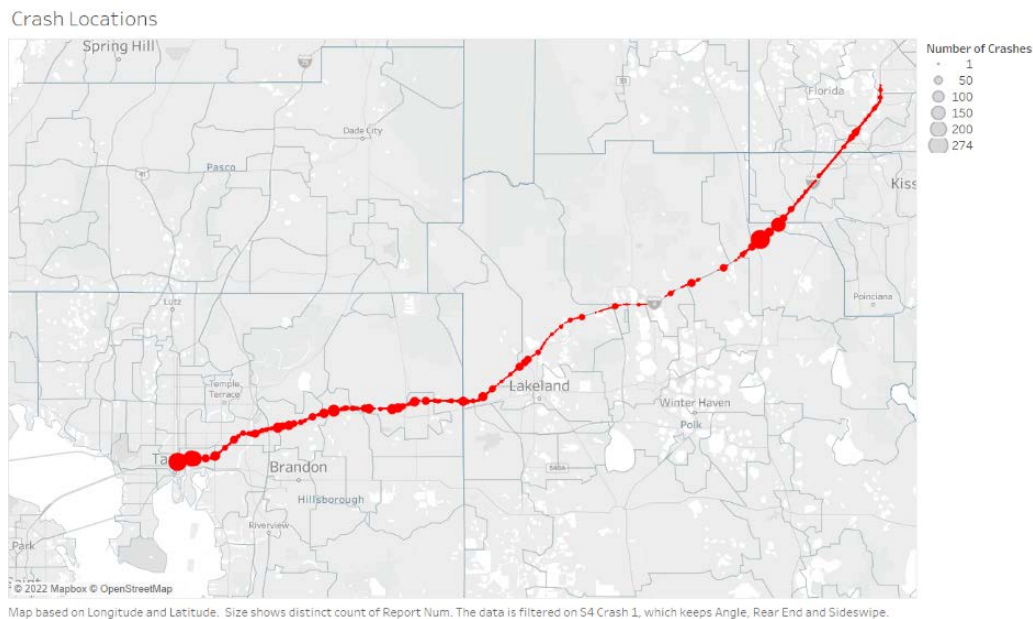 Crash Locations
Spring Hill
Number of Crashes
1
50
100
150
200
274
Florida
Dade City
Pasco
Kiss
Poinciana
Lutz
Temple
Terrace
Lakeland
Winter Haven
Polk
Ta
Brandon
Hillsborough
Riverview
Park
Saint
© 2022 Mapbox © OpenStreetMap
Map based on Longitude and Latitude. Size shows distinct count of Report Num. The data is filtered on S4 Crash 1, which keeps Angle, Rear End and Sideswipe.